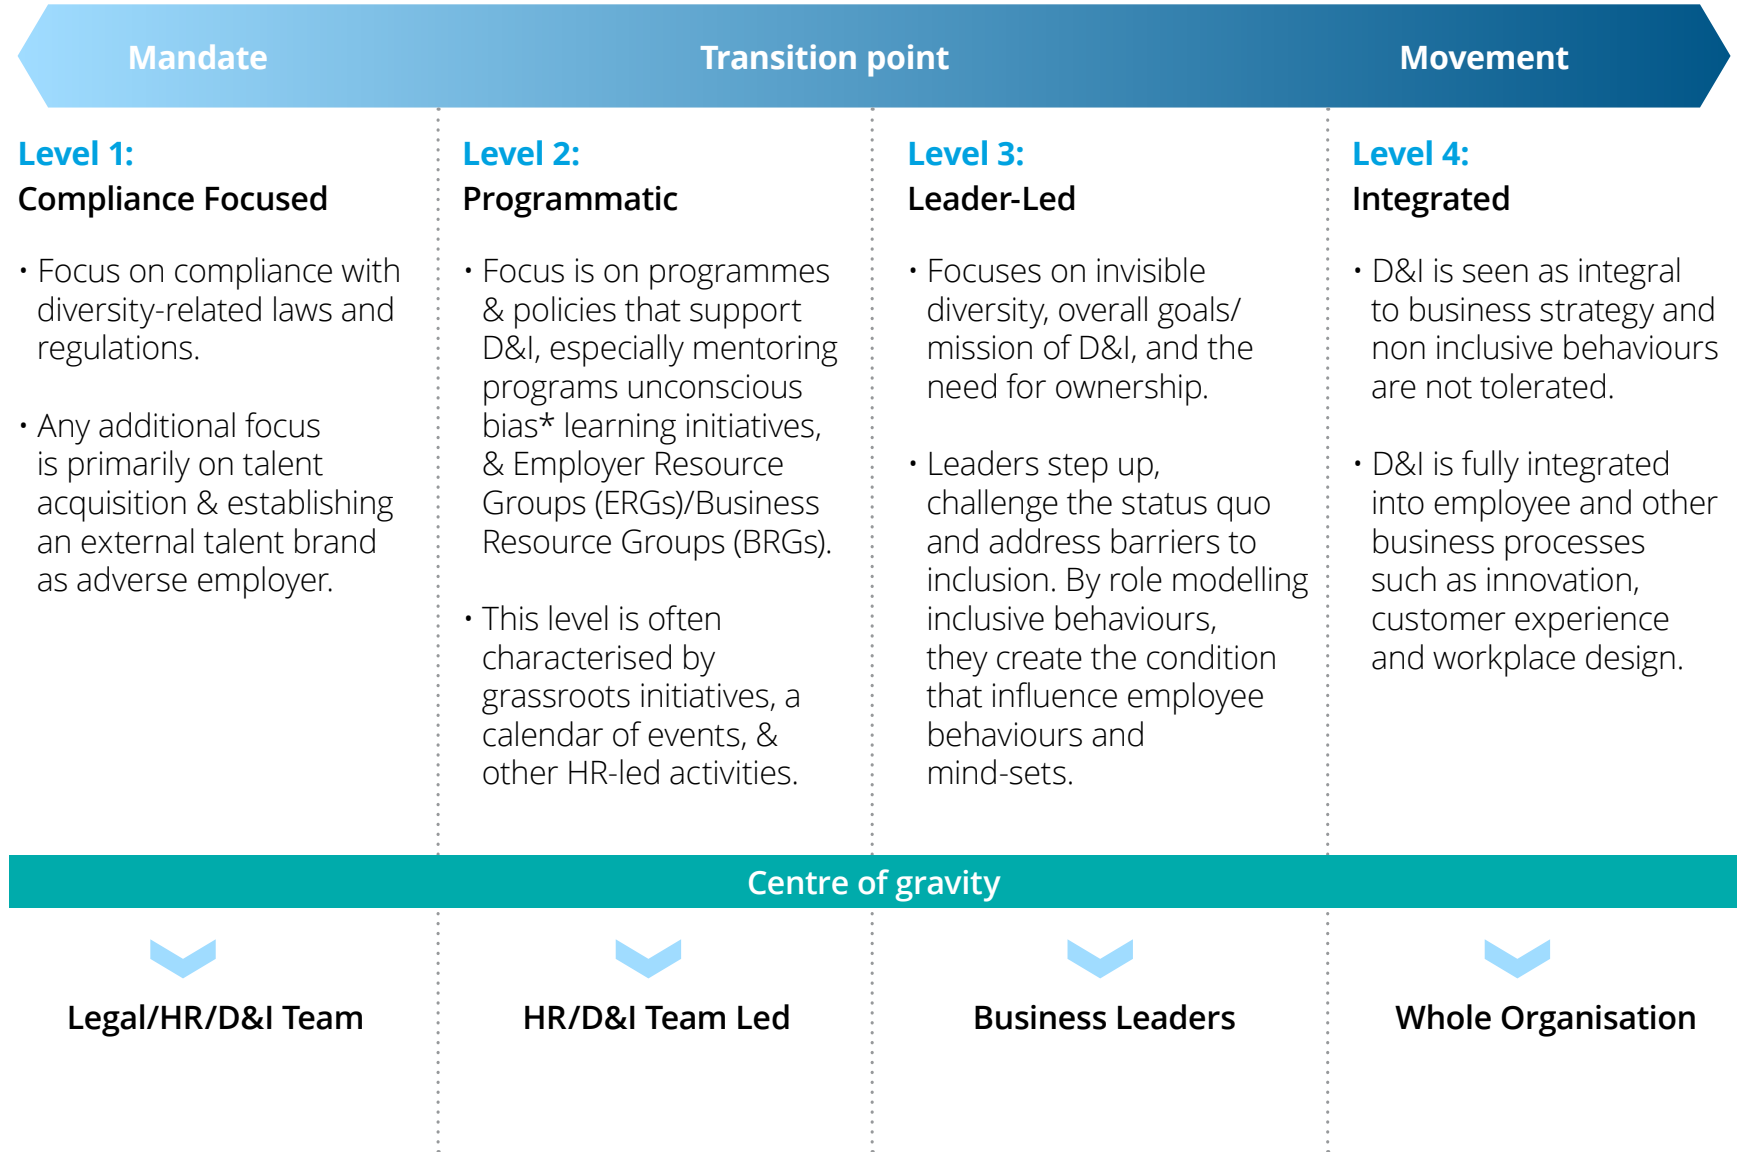 Mandate
Transition point
Movement
Level 1:
Compliance Focused
• Focus on compliance with
diversity-related laws and
regulations.
• Any additional focus
is primarily on talent
acquisition & establishing
an external talent brand
as adverse employer.
Level 2:
Programmatic
• Focus is on programmes
& policies that support
D&I, especially mentoring
programs unconscious
bias* learning initiatives,
& Employer Resource
Groups (ERGs)/Business
Resource Groups (BRGs).
• This level is often
characterised by
grassroots initiatives, a
calendar of events, &
other HR-led activities.
Level 3:
Leader-Led
• Focuses on invisible
diversity, overall goals/
mission of D&I, and the
need for ownership.
• Leaders step up,
challenge the status quo
and address barriers to
inclusion. By role modelling
inclusive behaviours,
they create the condition
that influence employee
behaviours and
mind-sets.
Level 4:
Integrated
• D&I is seen as integral
to business strategy and
non inclusive behaviours
are not tolerated.
• D&I is fully integrated
into employee and other
business processes
such as innovation,
customer experience
and workplace design.
Centre of gravity
Legal/HR/D&I Team
HR/D&I Team Led
Business Leaders
Whole Organisation